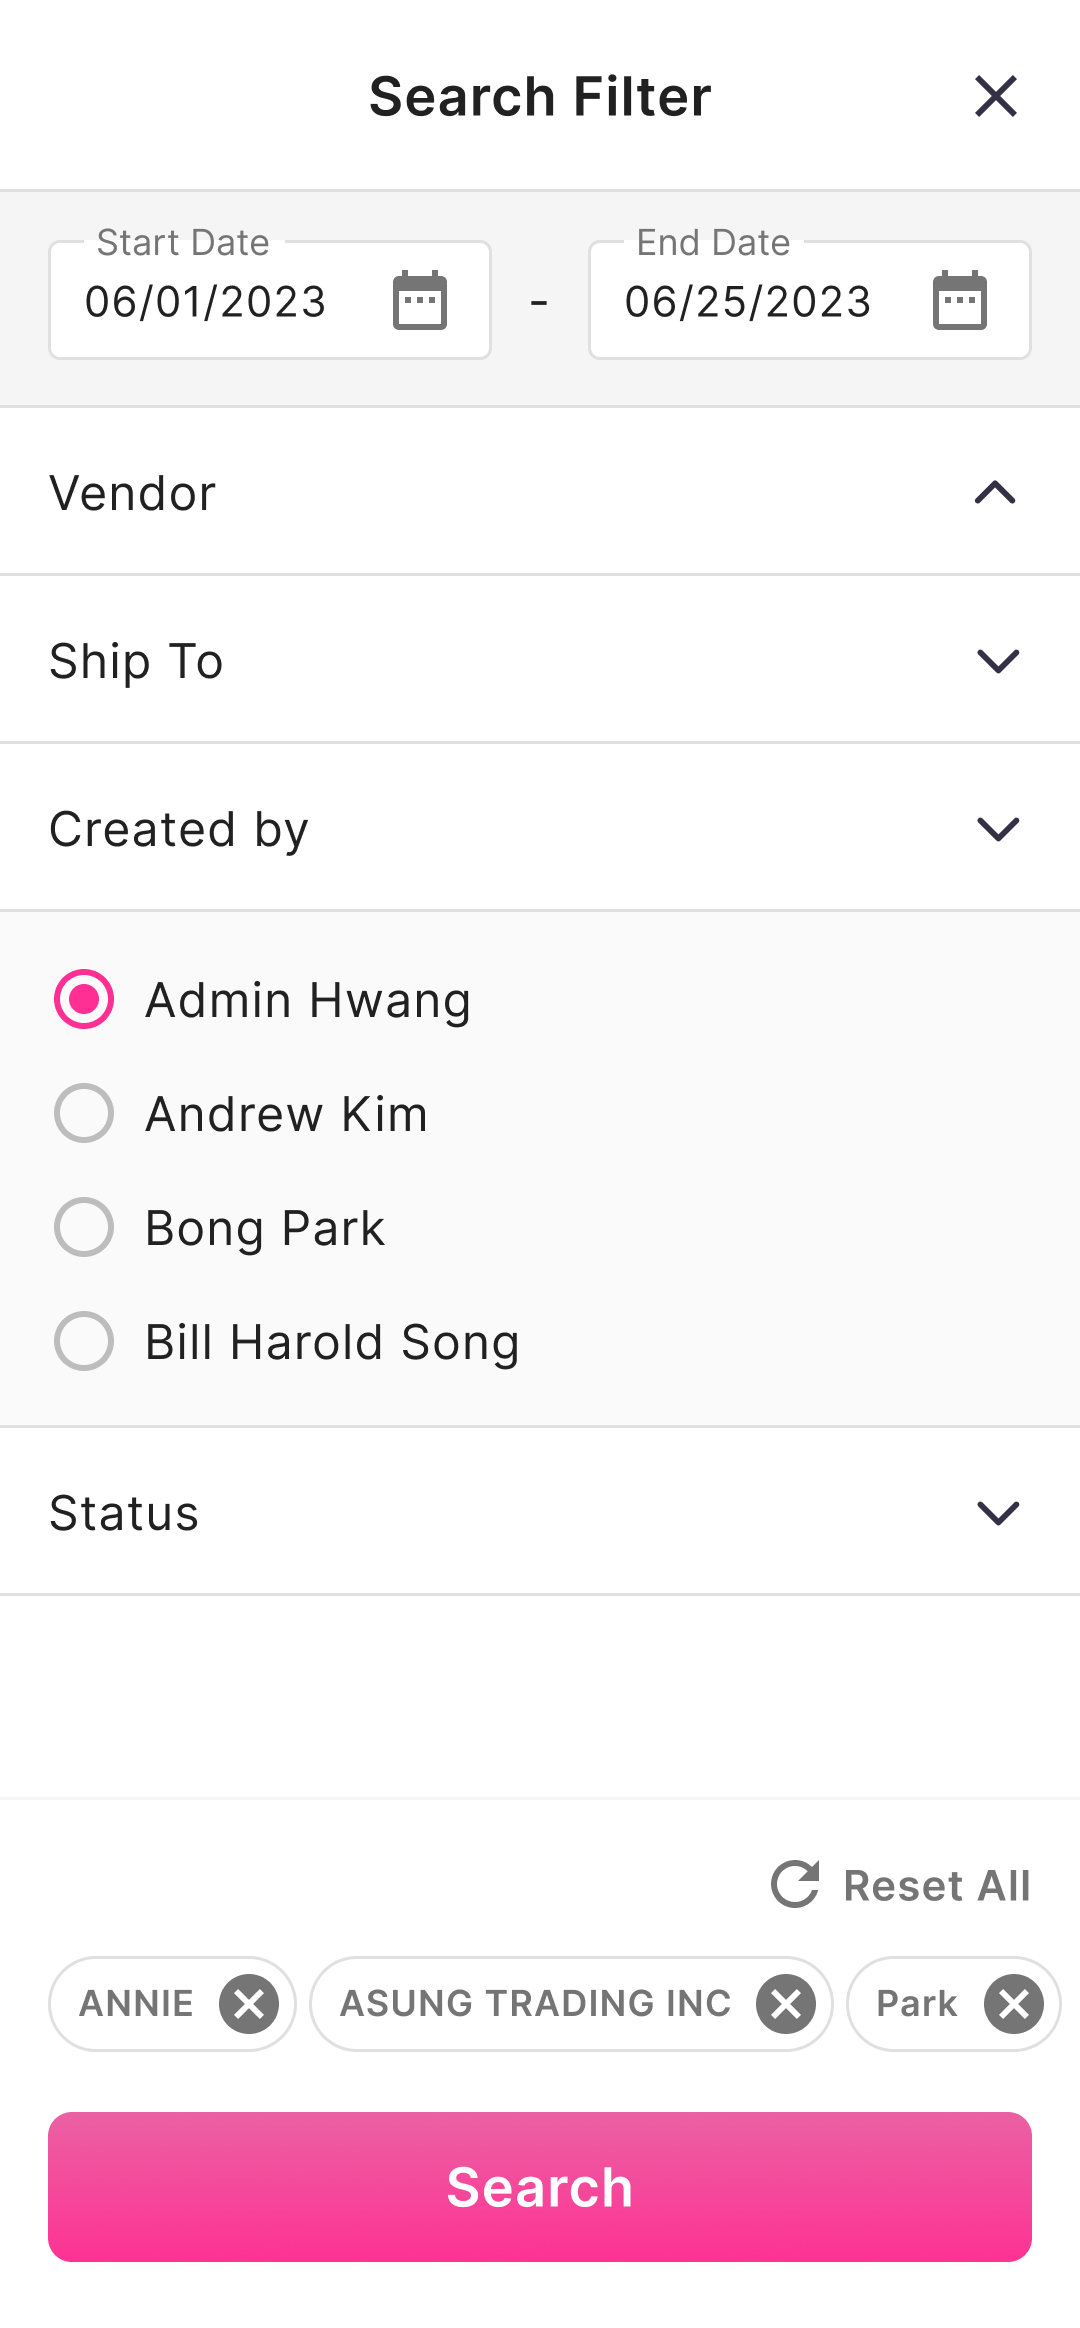 Search Filter
Start Date
End Date
06/01/2023 - 06/25/2023
Vendor
Ship To
Created by
Admin Hwang
Andrew Kim
Bong Park
Bill Harold Song
Status
Reset All
ANNIE ASUNG TRADING INC Park
Search